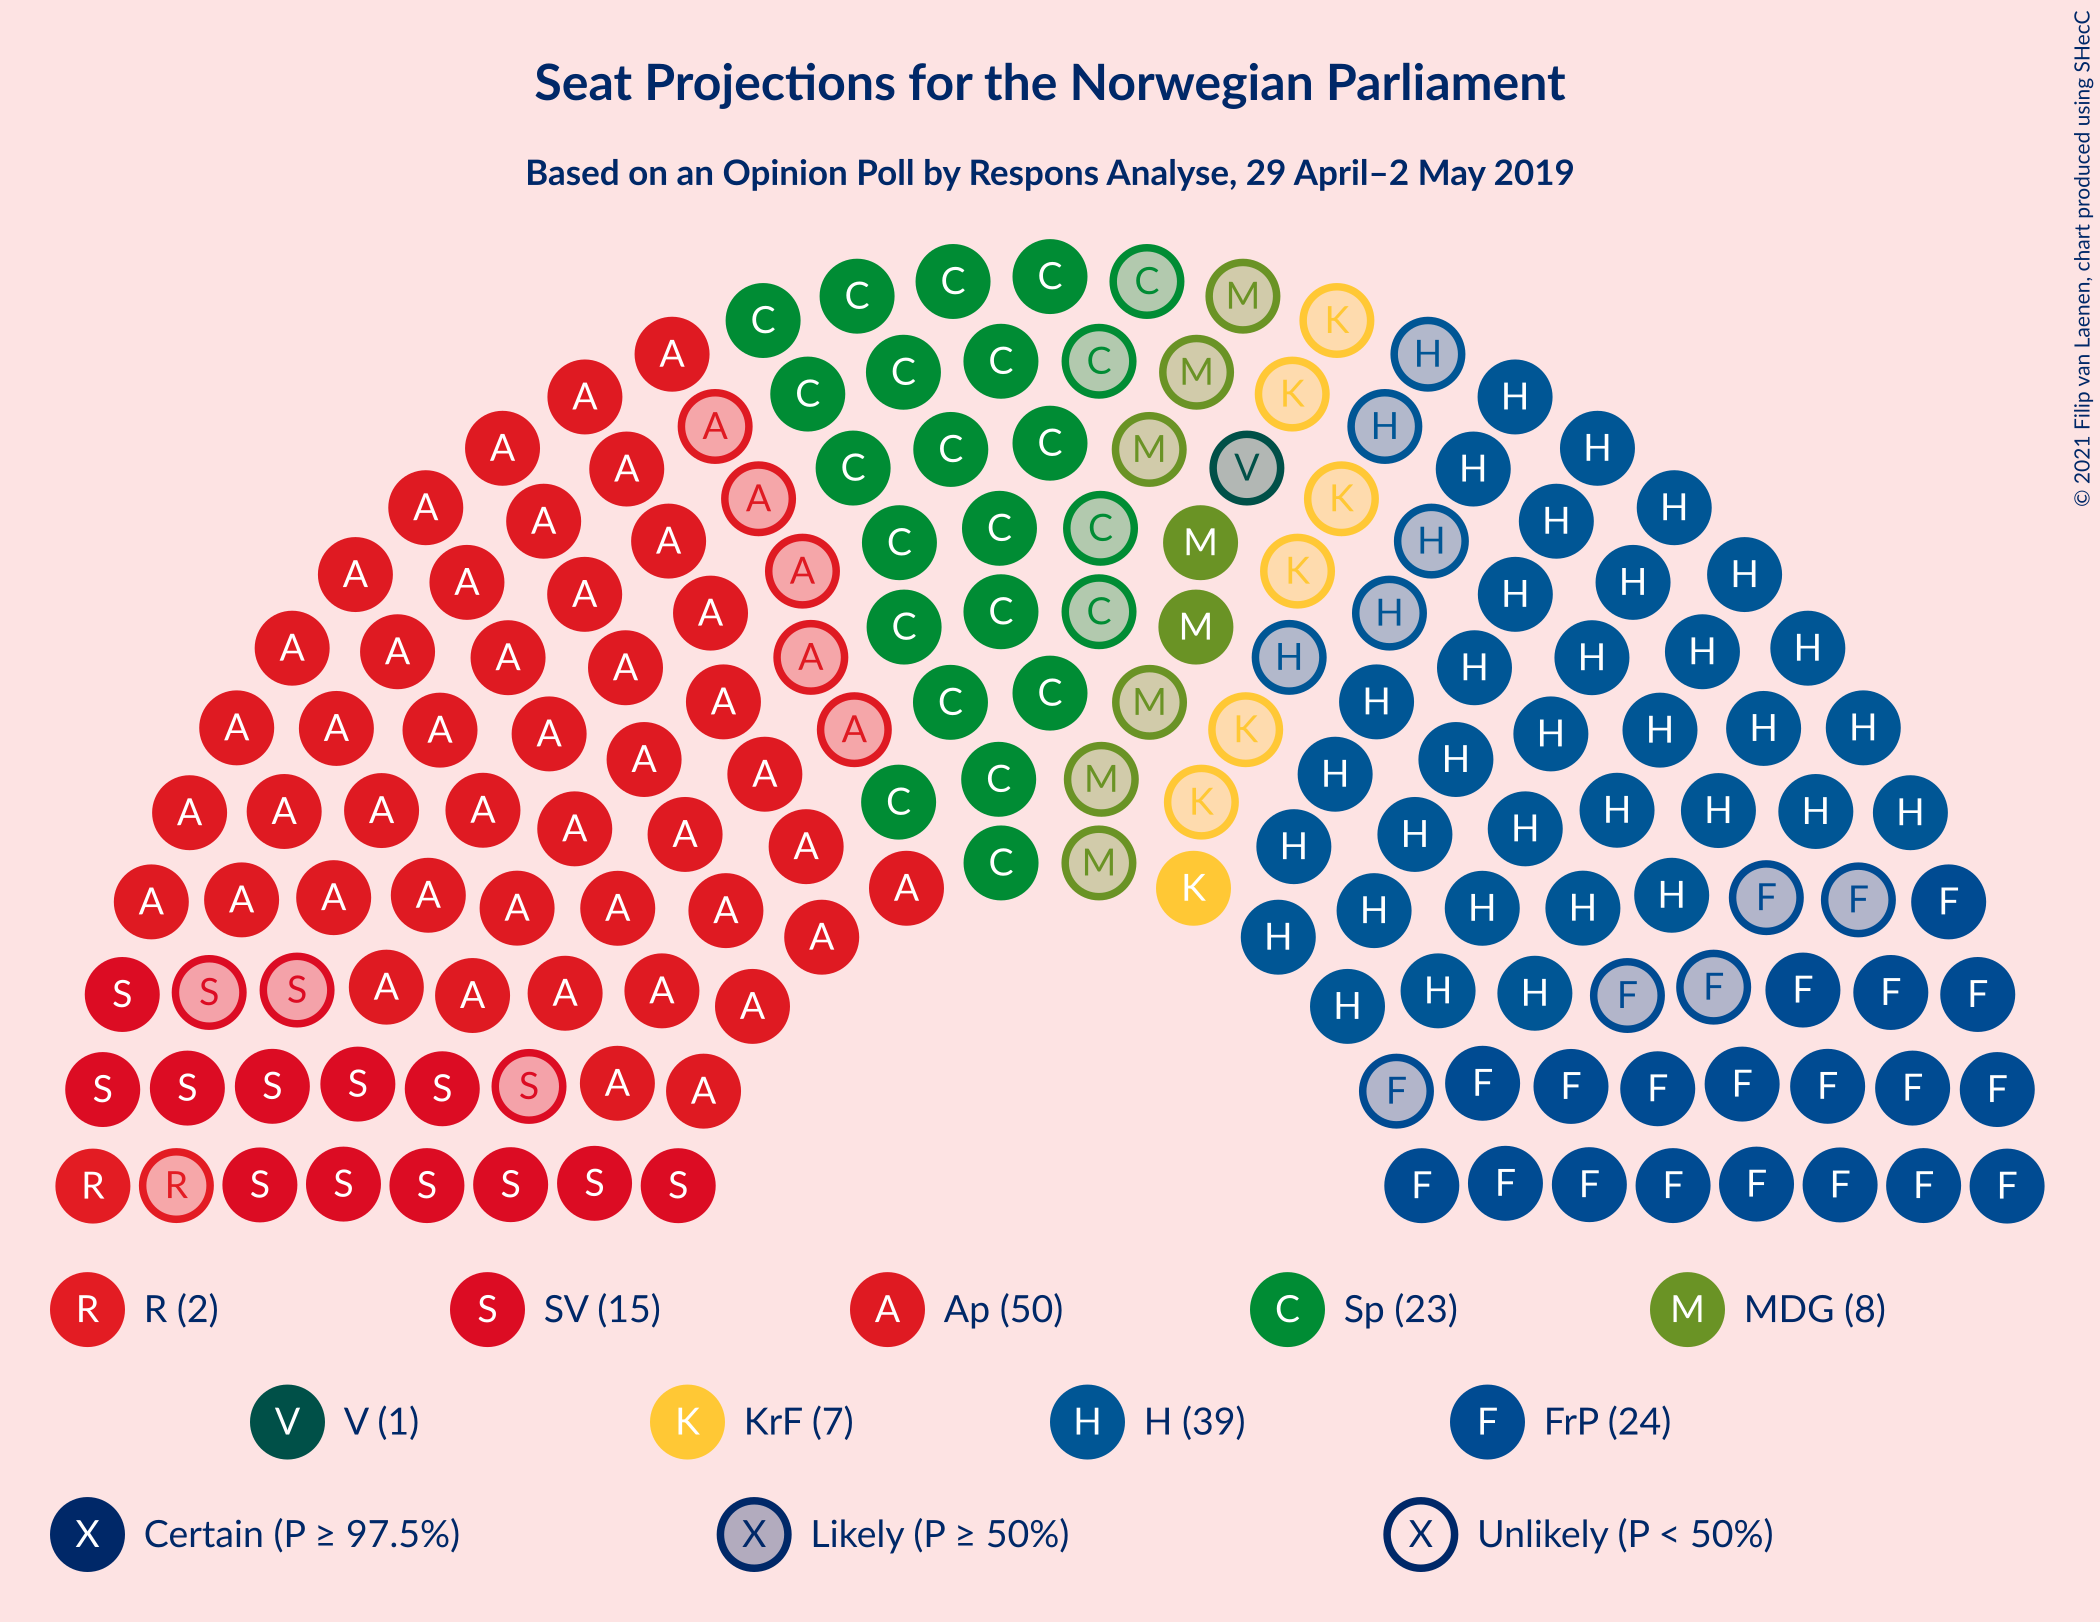 Seat Projections for the Norwegian Parliament
Based on an Opinion Poll by Respons Analyse, 29 April–2 May 2019
© 2021 Filip van Laenen, chart produced using SHecC
C C C C C M K
A C C C C M K H
A A C C C M V K H H
A A A C C C M K H H H
A A A A C C C M H H H H
A A A A A C C M K H H H H
A A A A A A C C M K H H H H H
A A A A A A A C M K H H H H H H
A A A A A A A A H H H H H F F F
S S S A A A A A H H H F F F F F
S S S S S S A A F F F F F F F F
R R S S S S S S F F F F F F F F
R R (2) S SV (15) A Ap (50) C Sp (23) M MDG (8)
V V (1) K KrF (7) H H (39) F FrP (24)
X Certain (P ≥ 97.5%) X Likely (P ≥ 50%) X Unlikely (P < 50%)